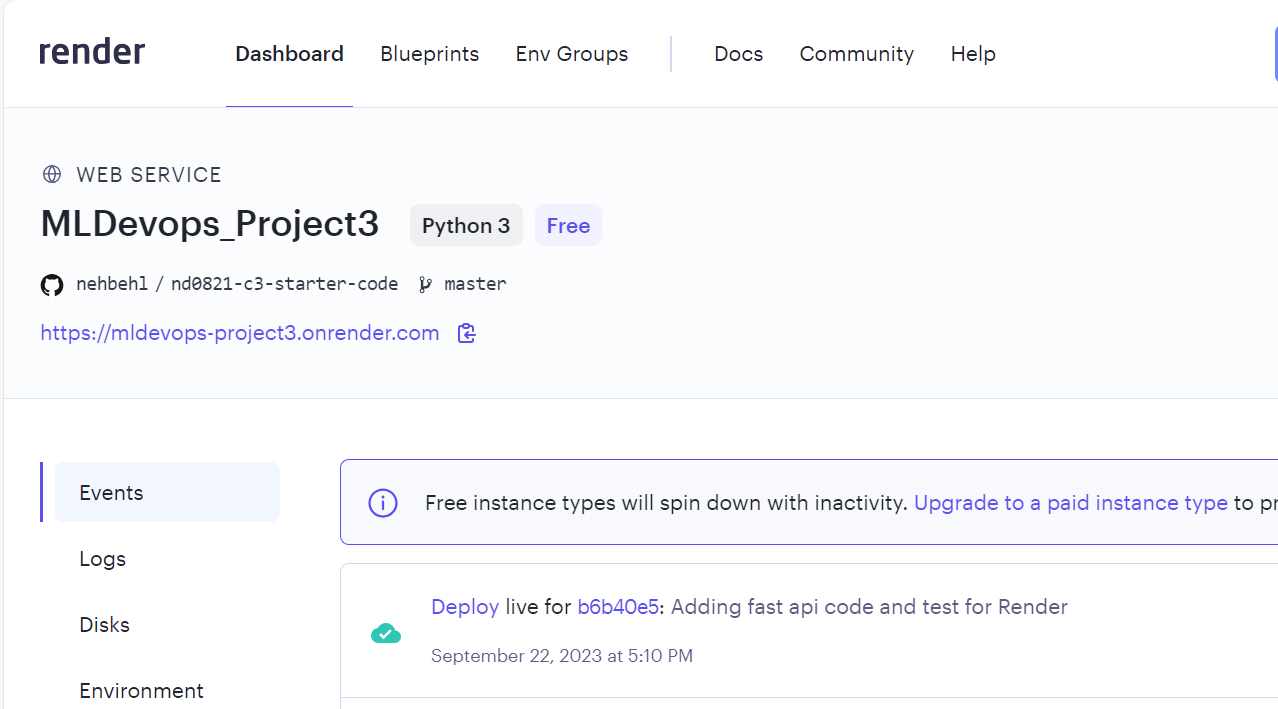 render Dashboard Blueprints Env Groups Docs Community Help
WEB SERVICE
MLDevops_Project3 Python 3 Free
nehbehl / nd0821-c3-starter-code master
https://mldevops-project3.onrender.com
Events
Free instance types will spin down with inactivity. Upgrade to a paid instance type to pr
Logs
Deploy live for b6b40e5: Adding fast api code and test for Render
Disks
September 22, 2023 at 5:10 PM
Environment